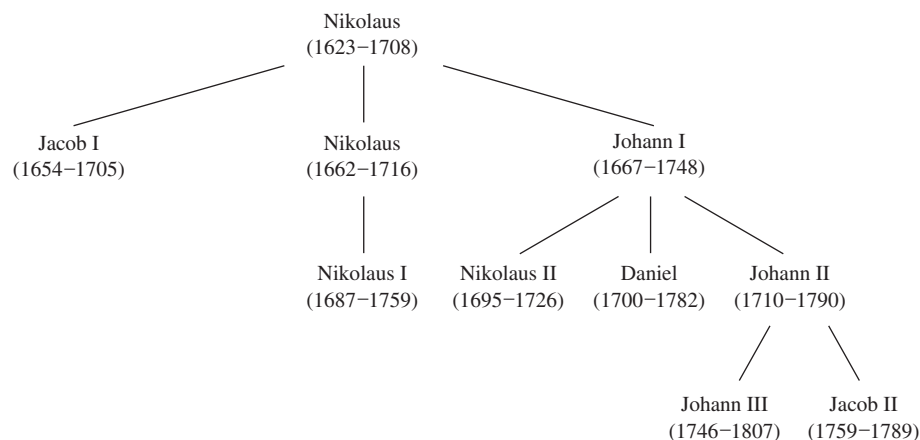 Nikolaus
(1623−1708)
Jacob I
(1654−1705)
Nikolaus
(1662−1716)
Johann I
(1667−1748)
Nikolaus I
(1687−1759)
Nikolaus II
(1695−1726)
Daniel
(1700−1782)
Johann II
(1710−1790)
Johann III
(1746−1807)
Jacob II
(1759−1789)